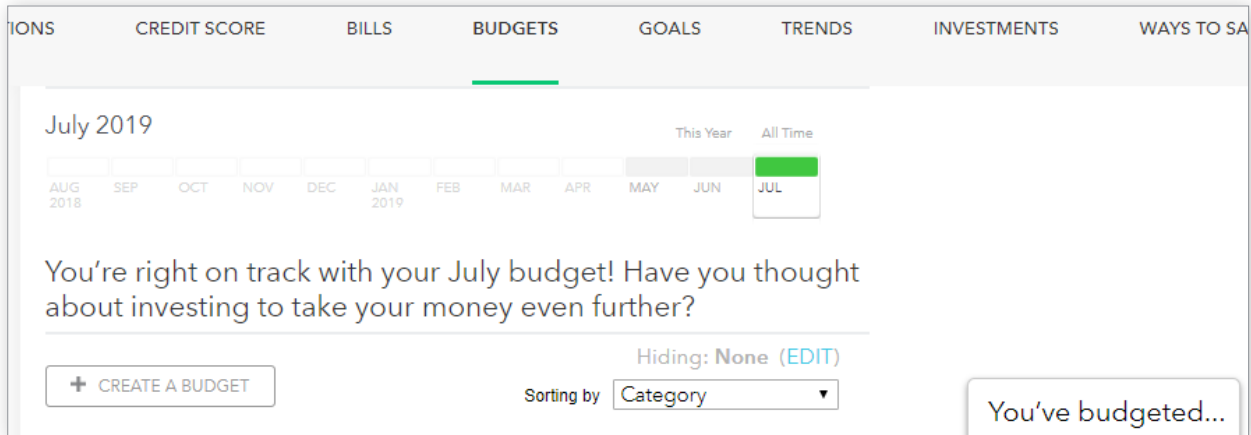 IONS CREDIT SCORE BILLS BUDGETS GOALS TRENDS INVESTMENTS WAYS TO SA
July 2019
This Year All Time
AUG SEP OCT NOV DEC JAN FEB MAR APR MAY JUN JUL
2018 2019
You're right on track with your July budget! Have you thought
about investing to take your money even further?
Hiding: None (EDIT)
+ CREATE A BUDGET
Sorting by Category
You've budgeted...